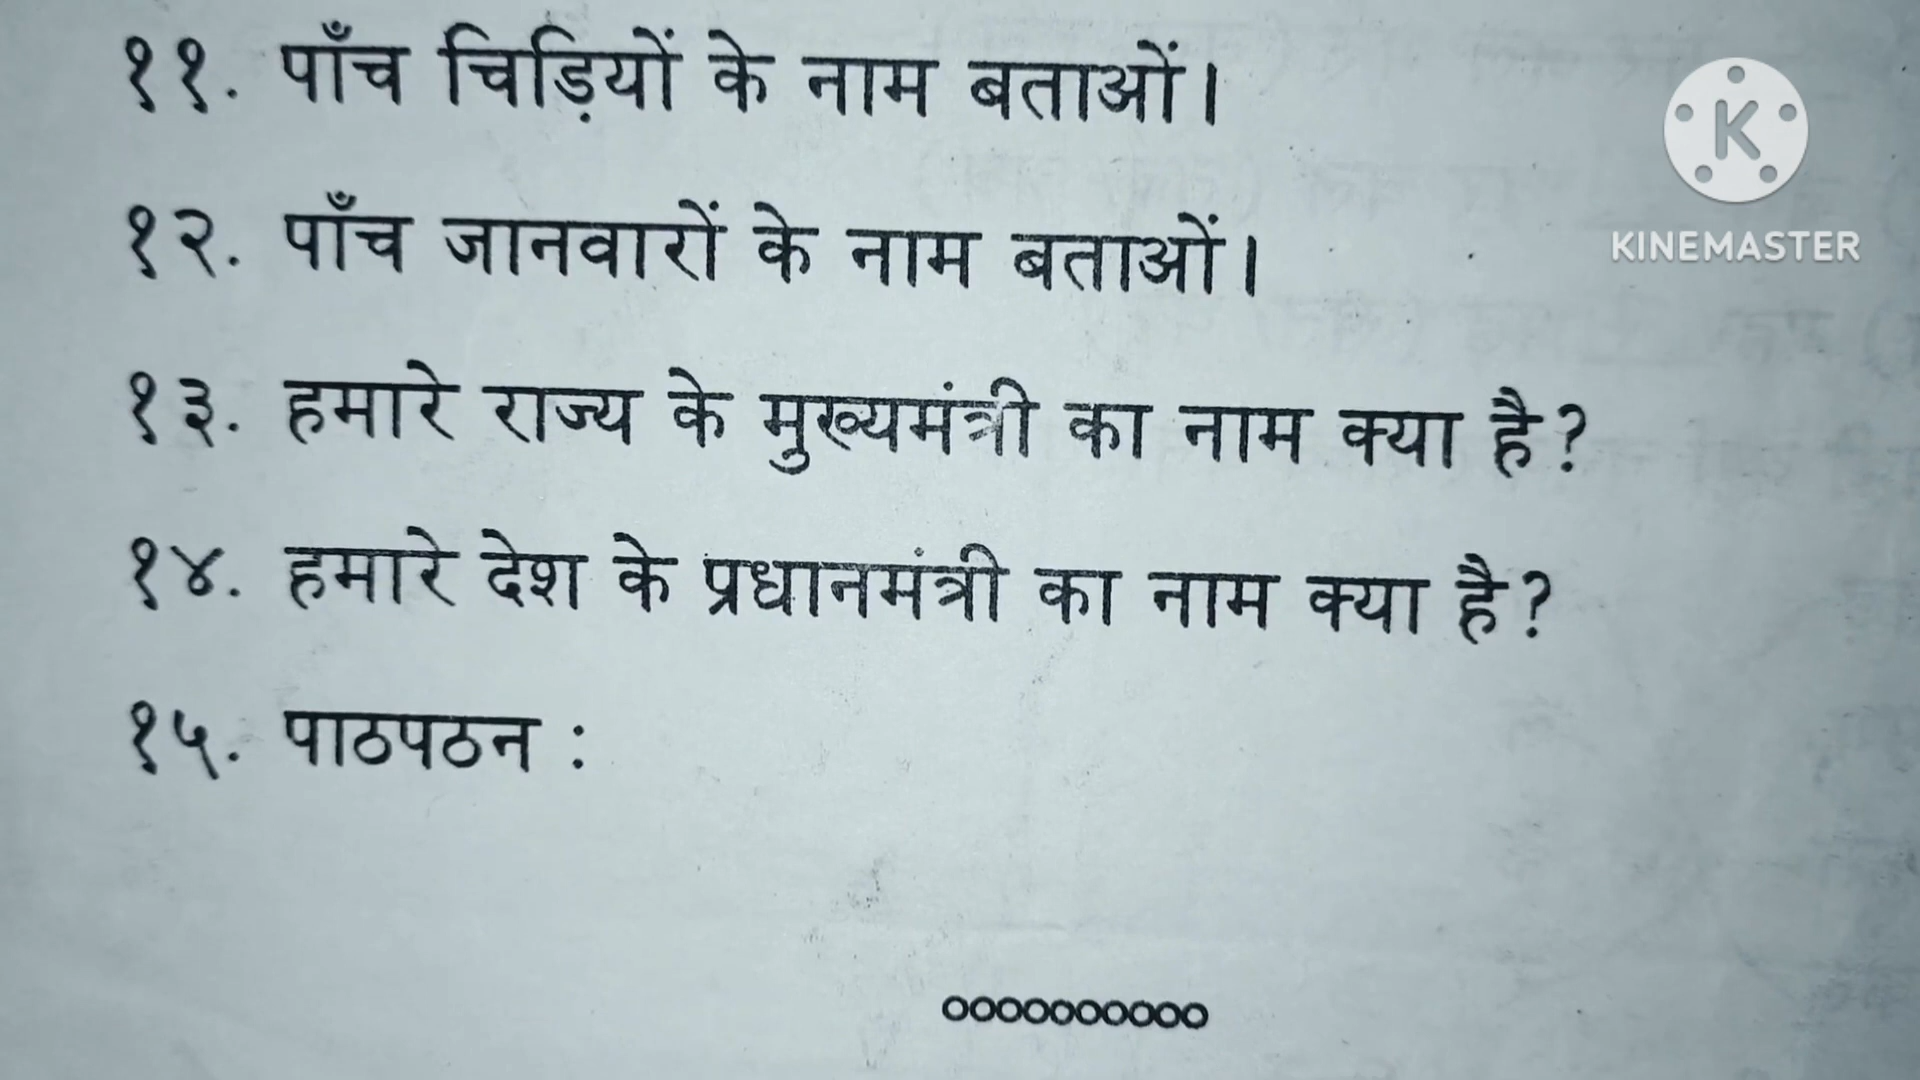 ११. पाँच चिड़ियों के नाम बताओं।
K
KINEMASTER
१२. पाँच जानवारों के नाम बताओं।
१३. हमारे राज्य के मुख्यमंत्री का नाम क्या है?
१४. हमारे देश के प्रधानमंत्री का नाम क्या है?
१५. पाठपठन :
oooooooooo